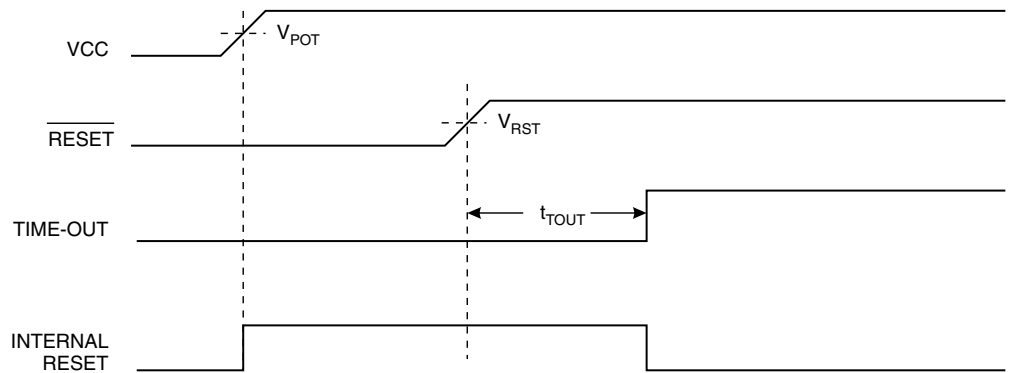 VCC
VPOT
RESET
VRST
TIME-OUT
tTOUT
INTERNAL
RESET